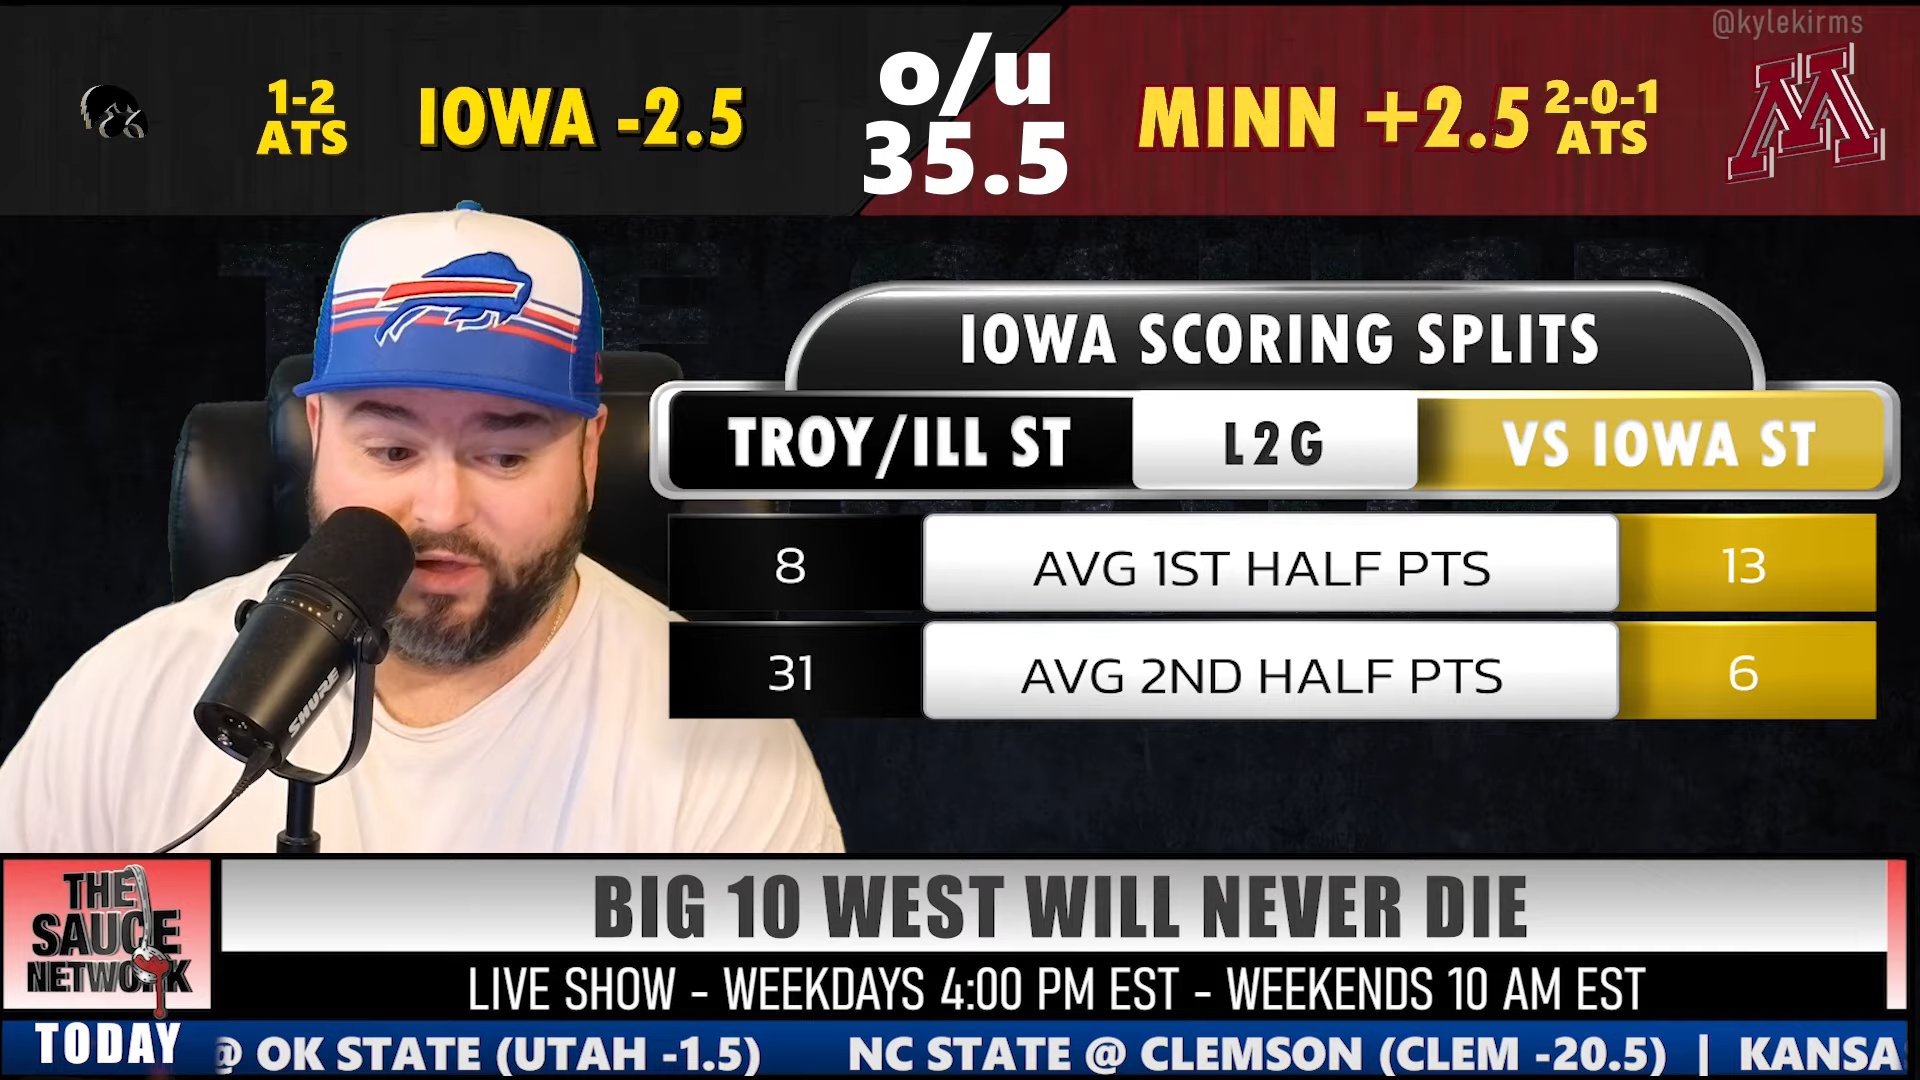 @kylekirms
1-2
ATS
IOWA -2.5
o/u
35.5
MINN +2.5
2-0-1
ATS
IOWA SCORING SPLITS
TROY/ILL ST
L2G
VS IOWA ST
8
AVG 1ST HALF PTS
13
31
AVG 2ND HALF PTS
6
SHURE
THE
SAUCE
NETWORK
BIG 10 WEST WILL NEVER DIE
LIVE SHOW - WEEKDAYS 4:00 PM EST - WEEKENDS 10 AM EST
TODAY
@ OK STATE (UTAH -1.5) NC STATE @ CLEMSON (CLEM -20.5) | KANSA